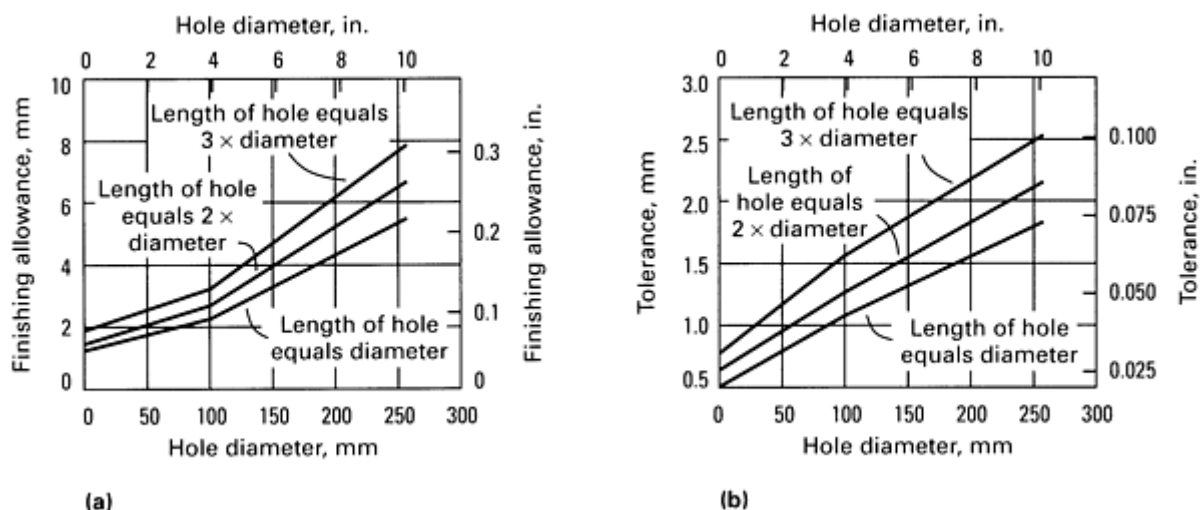 Hole diameter, in.
0 2 4 6 8 10
10
8
6
4
2
0
Finishing allowance, mm
Length of hole equals
3 × diameter
Length of hole
equals 2 ×
diameter
Length of hole
equals diameter
0.3
0.2
0.1
0
Finishing allowance, in.
0 50 100 150 200 250 300
Hole diameter, mm
(a)
Hole diameter, in.
0 2 4 6 8 10
3.0
2.5
2.0
1.5
1.0
0.5
Tolerance, mm
Length of hole equals
3 × diameter
Length of
hole equals
2 × diameter
Length of hole
equals diameter
0.100
0.075
0.050
0.025
Tolerance, in.
0 50 100 150 200 250 300
Hole diameter, mm
(b)